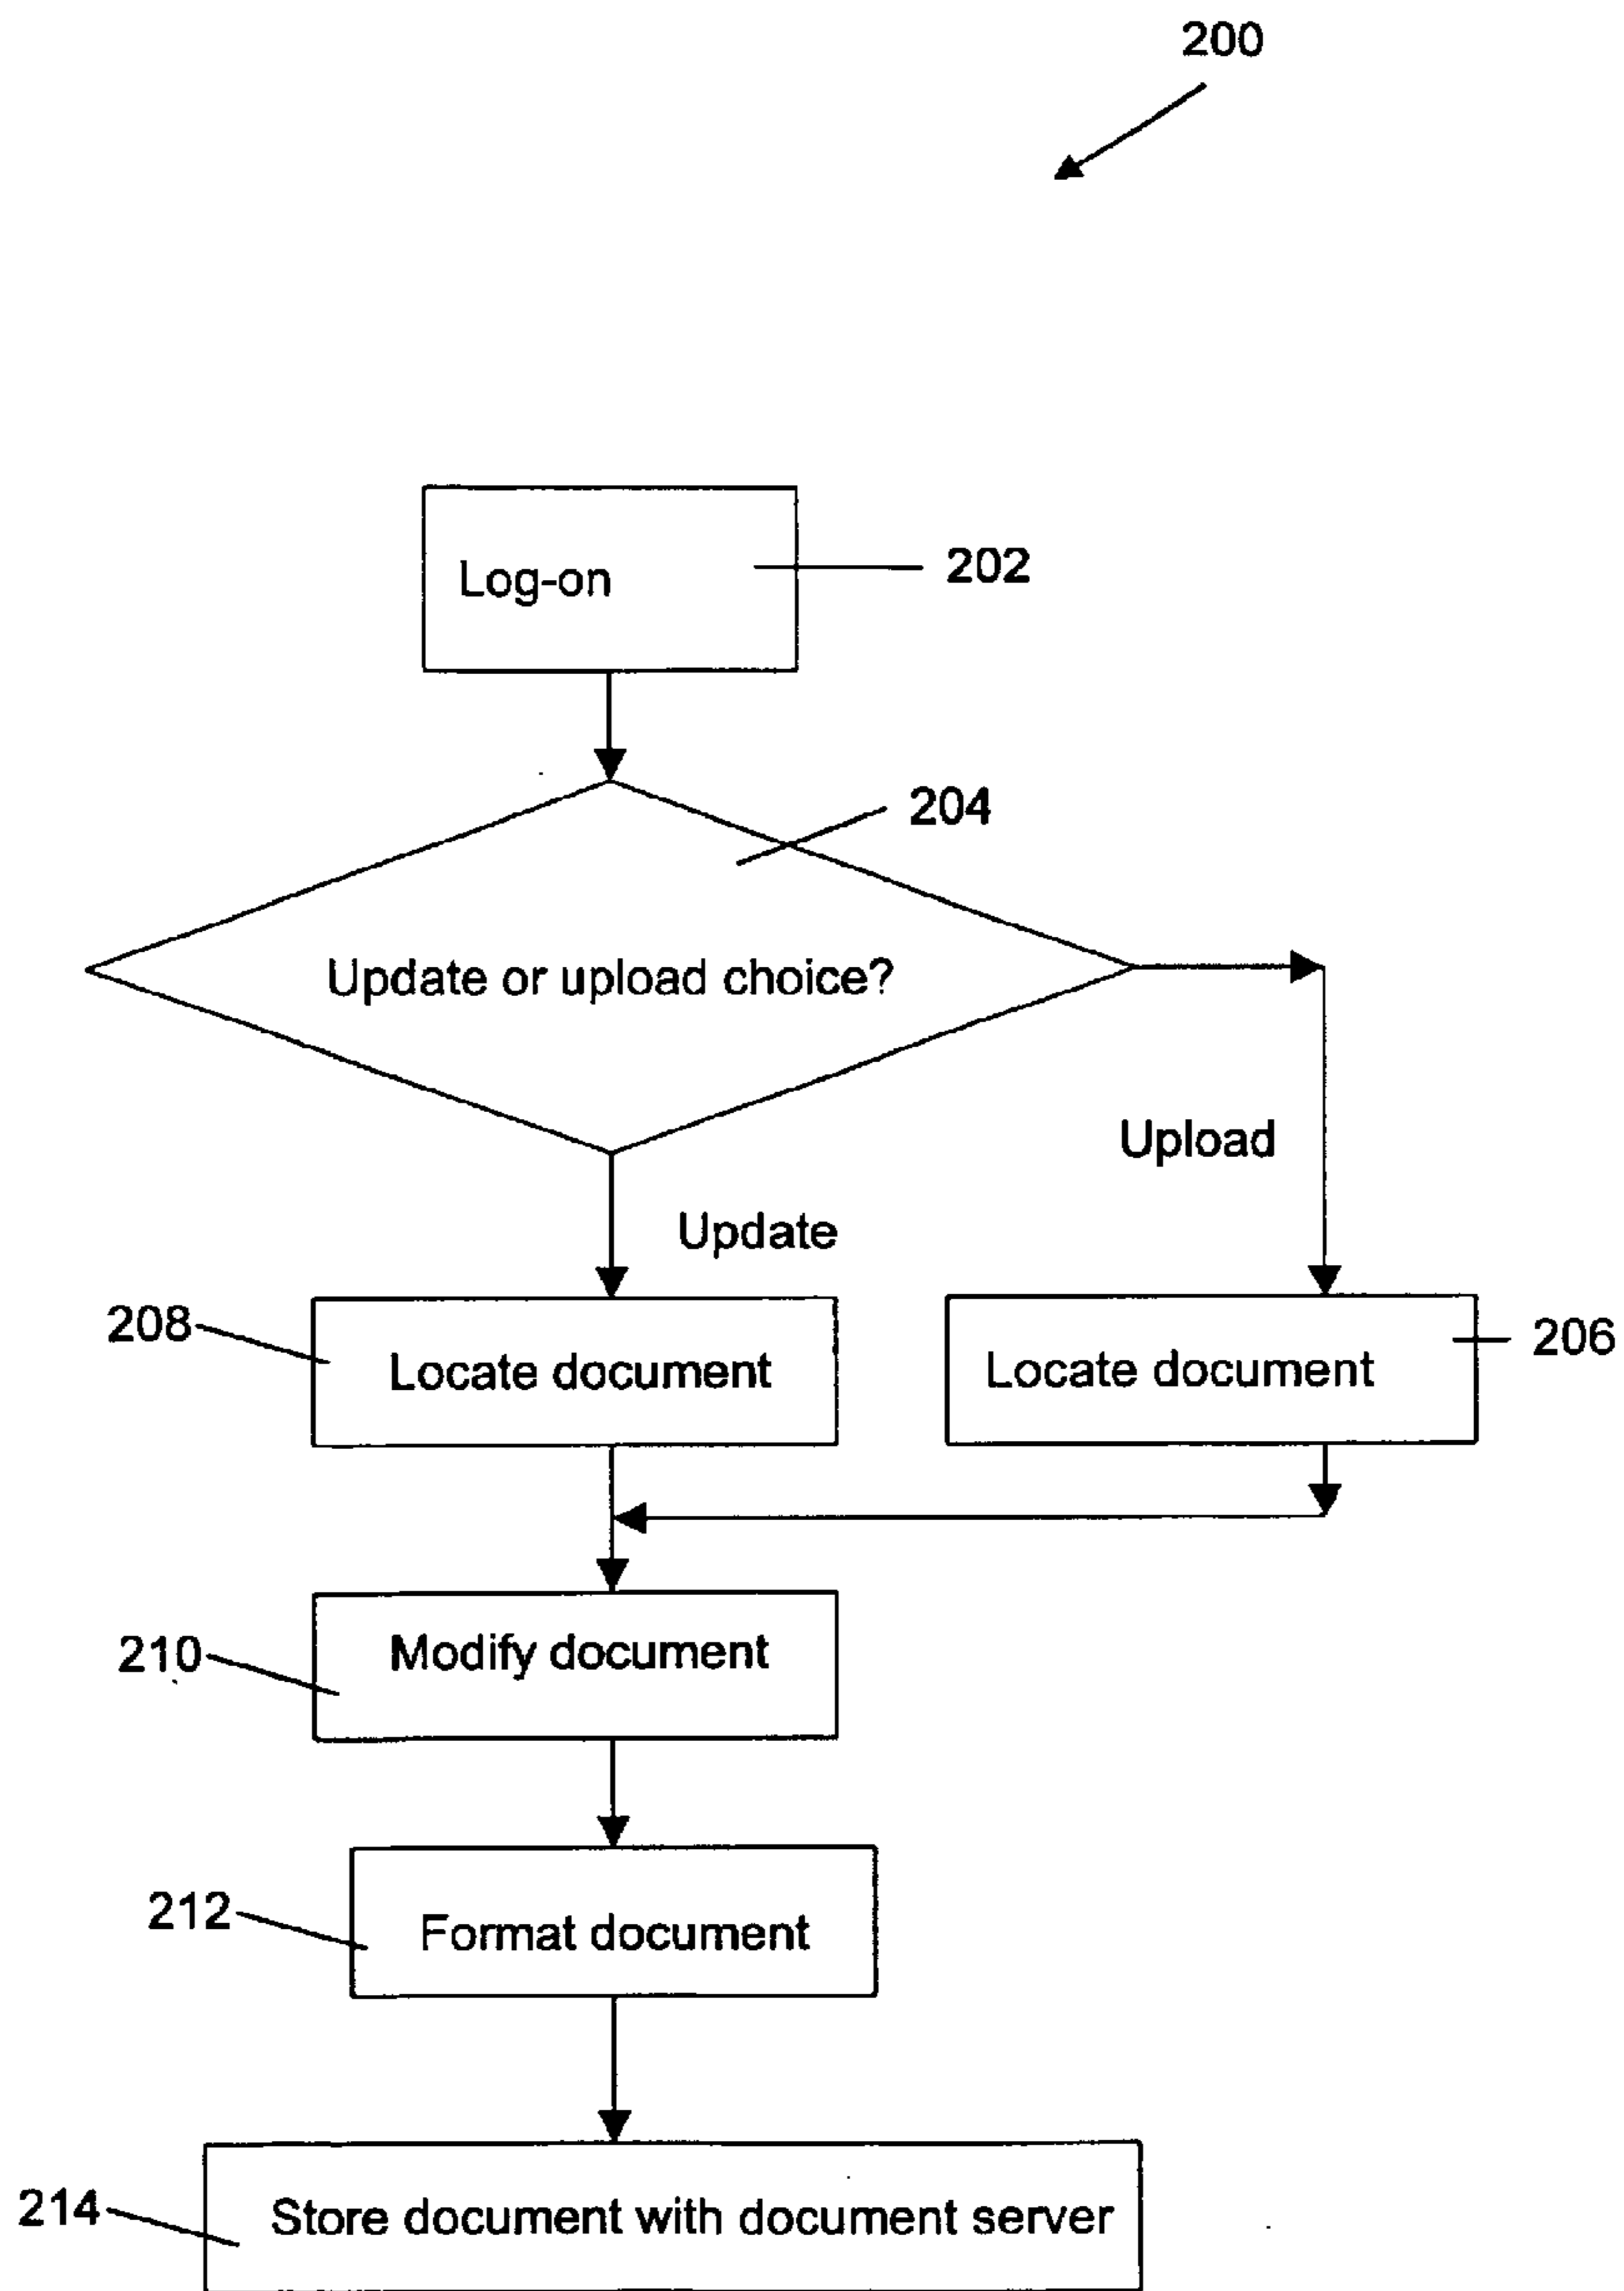 200
Log-on
202
204
Update or upload choice?
Upload
Update
208
Locate document
Locate document
206
210
Modify document
212
Format document
214
Store document with document server